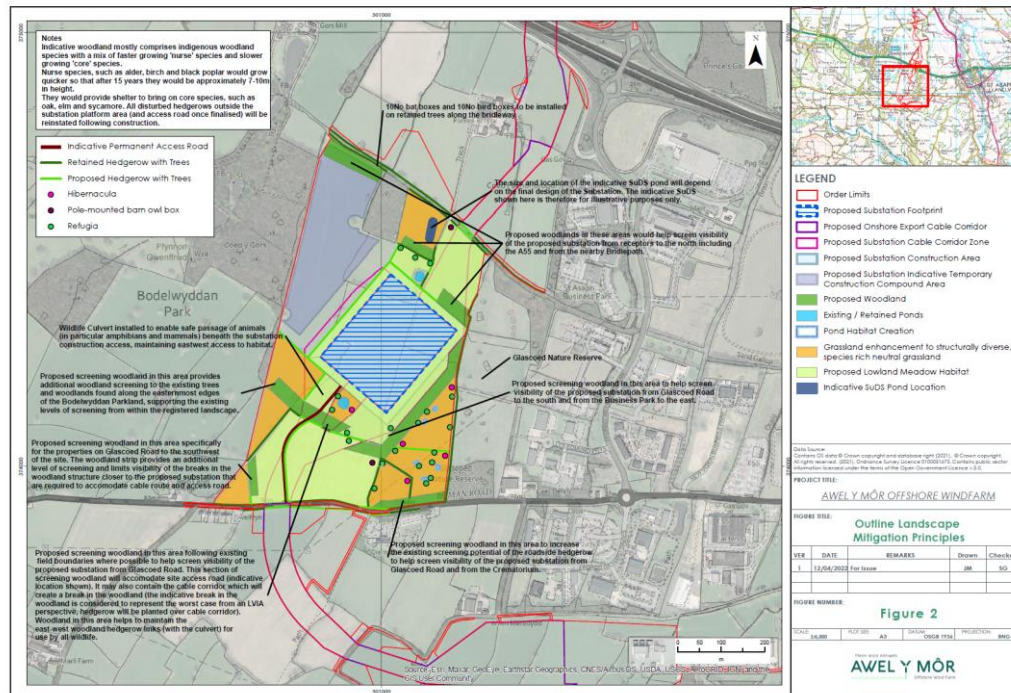 Notes
Indicative woodland mostly comprises indigenous woodland
species with a mix of faster growing 'nurse' species and slower
growing 'core' species.
Nurse species, such as alder, birch and black poplar would grow
quicker so that after 15 years they would be approximately 7-10m
in height.
They would provide shelter to bring on core species, such as
oak, elm and sycamore. All disturbed hedgerows outside the
substation platform area (and access road once finalised) will be
reinstated following construction.
Indicative Permanent Access Road
Retained Hedgerow with Trees
Proposed Hedgerow with Trees
Hibernacula
Pole-mounted barn owl box
Refugia
301000
375000
374000
N
10No bat boxes and 10No bird boxes to be installed
on retained trees along the bridleway
The size and location of the indicative SuDS pond will depend
on the final design of the Substation. The indicative SuDS
shown here is therefore for illustrative purposes only.
Proposed woodlands in these areas would help screen visibility
of the proposed substation from receptors to the north including
the A55 and from the nearby Bridlepath.
Bodelwyddan
Park
Wildlife Culvert installed to enable safe passage of animals
(in particular amphibians and mammals) beneath the substation
construction access, maintaining eastwest access to habitat.
Glascoed Nature Reserve
Proposed screening woodland in this area provides
additional woodland screening to the existing trees
and woodlands found along the easternmost edges
of the Bodelwyddan Parkland, supporting the existing
levels of screening from within the registered landscape.
Proposed screening woodland in this area to help screen
visibility of the proposed substation from Glascoed Road
to the south and from the Business Park to the east.
Proposed screening woodland in this area specifically
for the properties on Glascoed Road to the southwest
of the site. The woodland strip provides an additional
level of screening and limits visibility of the breaks in the
woodland structure closer to the proposed substation that
are required to accomodate cable route and access road.
Proposed screening woodland in this area following existing
field boundaries where possible to help screen visibility of the
proposed substation from Glascoed Road. This section of
screening woodland will accomodate site access road (indicative
location shown). It may also contain the cable corridor, which will
create a break in the woodland (the indicative break in the
woodland is considered to represent the worst case from an LVIA
perspective, hedgerow will be planted over cable corridor).
Woodland in this area helps to maintain the
east-west woodland/hedgerow links (with the culvert) for
use by all wildlife.
Proposed screening woodland in this area to increase
the existing screening potential of the roadside hedgerow
to help screen visibility of the proposed substation from
Glascoed Road and from the Crematorium.
St Asaph
Business Park
ROMAN ROAD
0 50 100 200
m
301000
LEGEND
Order Limits
Proposed Substation Footprint
Proposed Onshore Export Cable Corridor
Proposed Substation Cable Corridor Zone
Proposed Substation Construction Area
Proposed Substation Indicative Temporary
Construction Compound Area
Proposed Woodland
Existing / Retained Ponds
Pond Habitat Creation
Grassland enhancement to structurally diverse,
species rich neutral grassland
Proposed Lowland Meadow Habitat
Indicative SuDS Pond Location
Data Source:
PROJECT TITLE:
AWEL Y MÔR OFFSHORE WINDFARM
FIGURE TITLE:
Outline Landscape
Mitigation Principles
VER DATE REMARKS Drawn Checke
1 12/04/2022 For Issue JM SG
FIGURE NUMBER:
Figure 2
SCALE: PLOT SIZE: A3 DATUM: OSGB 1936 PROJECTION: BNG
AWEL Y MÔR
Offshore Wind Farm